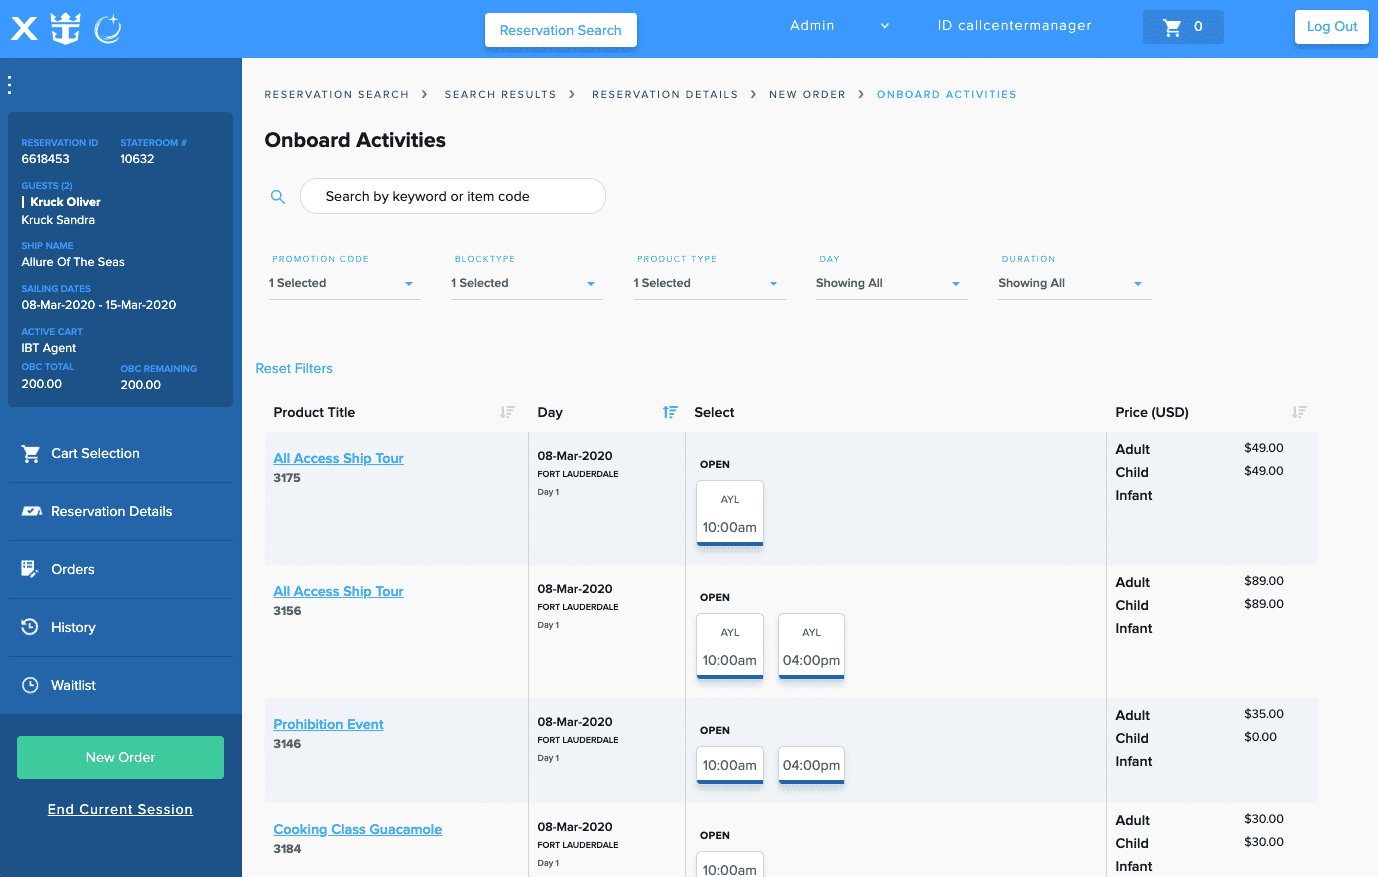 Reservation Search
Admin
ID callcentermanager
0
Log Out
RESERVATION ID
STATEROOM #
6618453
10632
GUESTS (2)
Kruck Oliver
Kruck Sandra
SHIP NAME
Allure Of The Seas
SAILING DATES
08-Mar-2020 - 15-Mar-2020
ACTIVE CART
IBT Agent
OBC TOTAL
OBC REMAINING
200.00
200.00
Cart Selection
Reservation Details
Orders
History
Waitlist
New Order
End Current Session
RESERVATION SEARCH > SEARCH RESULTS > RESERVATION DETAILS > NEW ORDER > ONBOARD ACTIVITIES
Onboard Activities
Search by keyword or item code
PROMOTION CODE
1 Selected
BLOCKTYPE
1 Selected
PRODUCT TYPE
1 Selected
DAY
Showing All
DURATION
Showing All
Reset Filters
Product Title
Day
Select
Price (USD)
All Access Ship Tour
3175
08-Mar-2020
FORT LAUDERDALE
Day 1
OPEN
AYL
10:00am
Adult $49.00
Child $49.00
Infant
All Access Ship Tour
3156
08-Mar-2020
FORT LAUDERDALE
Day 1
OPEN
AYL
10:00am
AYL
04:00pm
Adult $89.00
Child $89.00
Infant
Prohibition Event
3146
08-Mar-2020
FORT LAUDERDALE
Day 1
OPEN
10:00am
04:00pm
Adult $35.00
Child $0.00
Infant
Cooking Class Guacamole
3184
08-Mar-2020
FORT LAUDERDALE
Day 1
OPEN
10:00am
Adult $30.00
Child $30.00
Infant